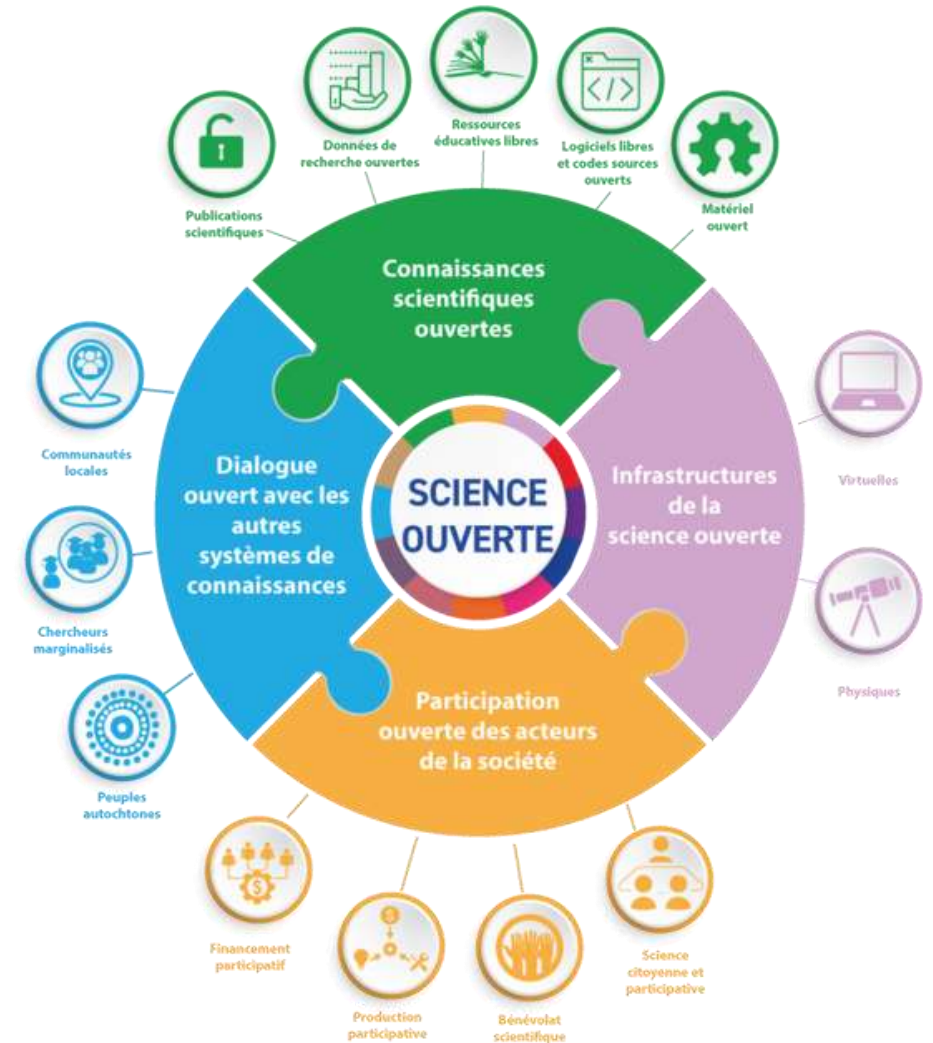 Ressources
éducatives libres
Données de
recherche ouvertes
Logiciels libres
et codes sources
ouverts
Publications
scientifiques
Matériel
ouvert
Connaissances
scientifiques
ouvertes
Communautés
locales
Dialogue
ouvert avec les
autres
systèmes de
connaissances
SCIENCE
OUVERTE
Infrastructures
de la
science ouverte
Virtuelles
Chercheurs
marginalisés
Physiques
Peuples
autochtones
Participation
ouverte des acteurs
de la société
Financement
participatif
Production
participative
Bénévolat
scientifique
Science
citoyenne et
participative